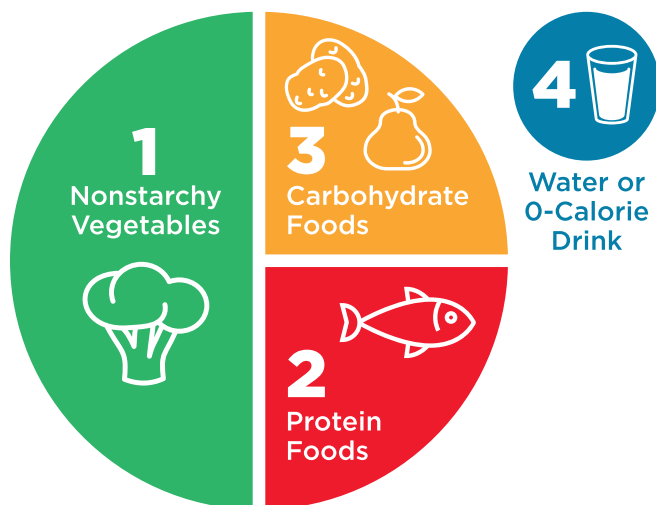 1
Nonstarchy
Vegetables
3
Carbohydrate
Foods
2
Protein
Foods
4
Water or
0-Calorie
Drink